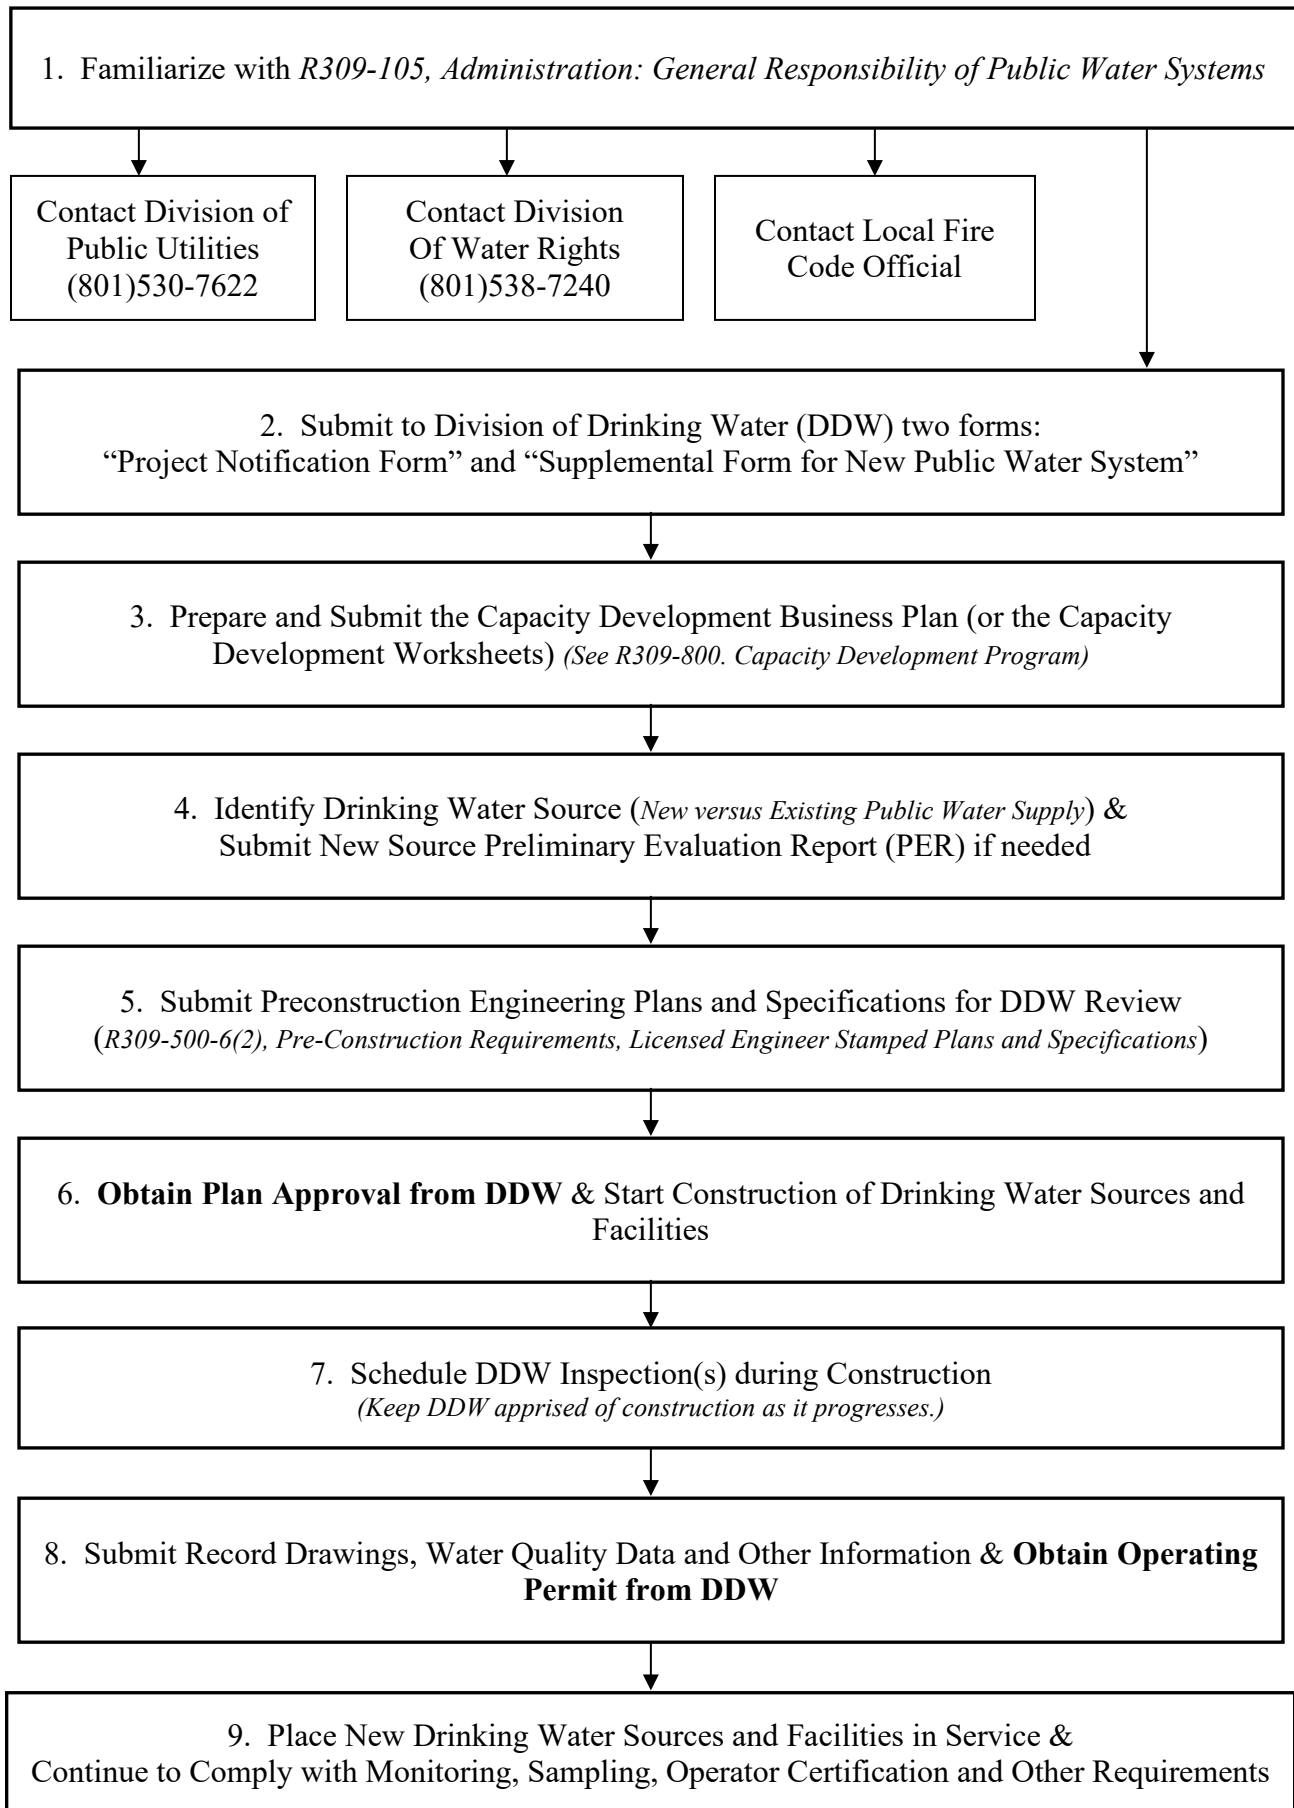 1. Familiarize with R309-105, Administration: General Responsibility of Public Water Systems
Contact Division of
Public Utilities
(801)530-7622
Contact Division
Of Water Rights
(801)538-7240
Contact Local Fire
Code Official
2. Submit to Division of Drinking Water (DDW) two forms:
“Project Notification Form” and “Supplemental Form for New Public Water System”
3. Prepare and Submit the Capacity Development Business Plan (or the Capacity
Development Worksheets) (See R309-800. Capacity Development Program)
4. Identify Drinking Water Source (New versus Existing Public Water Supply) &
Submit New Source Preliminary Evaluation Report (PER) if needed
5. Submit Preconstruction Engineering Plans and Specifications for DDW Review
(R309-500-6(2), Pre-Construction Requirements, Licensed Engineer Stamped Plans and Specifications)
6. Obtain Plan Approval from DDW & Start Construction of Drinking Water Sources and
Facilities
7. Schedule DDW Inspection(s) during Construction
(Keep DDW apprised of construction as it progresses.)
8. Submit Record Drawings, Water Quality Data and Other Information & Obtain Operating
Permit from DDW
9. Place New Drinking Water Sources and Facilities in Service &
Continue to Comply with Monitoring, Sampling, Operator Certification and Other Requirements